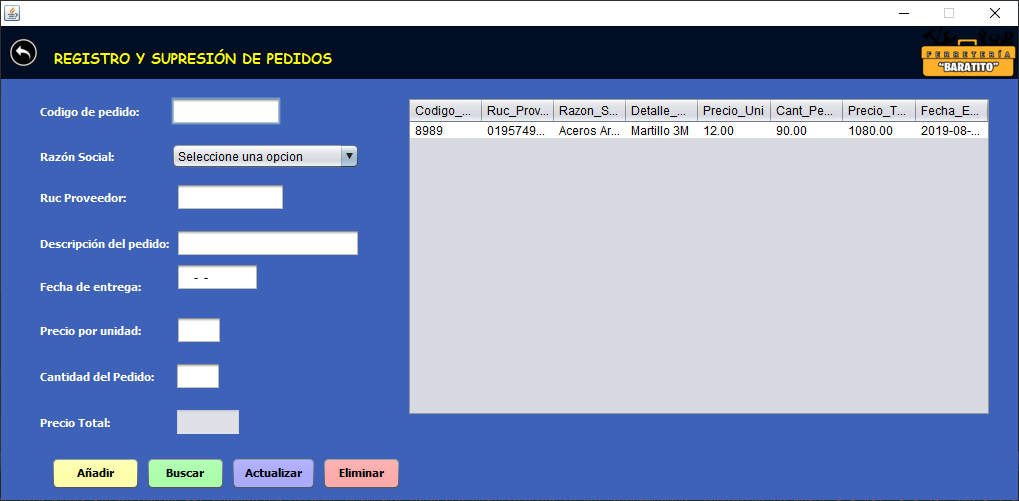 REGISTRO Y SUPRESIÓN DE PEDIDOS
FERRETERÍA
"BARATITO"
Codigo de pedido:
Razón Social: Seleccione una opcion
Ruc Proveedor:
Descripción del pedido:
Fecha de entrega: - -
Precio por unidad:
Cantidad del Pedido:
Precio Total:
Añadir Buscar Actualizar Eliminar
Codigo_... Ruc_Prov... Razon_S... Detalle_... Precio_Uni Cant_Pe... Precio_T... Fecha_E...
8989 0195749... Aceros Ar... Martillo 3M 12.00 90.00 1080.00 2019-08-...